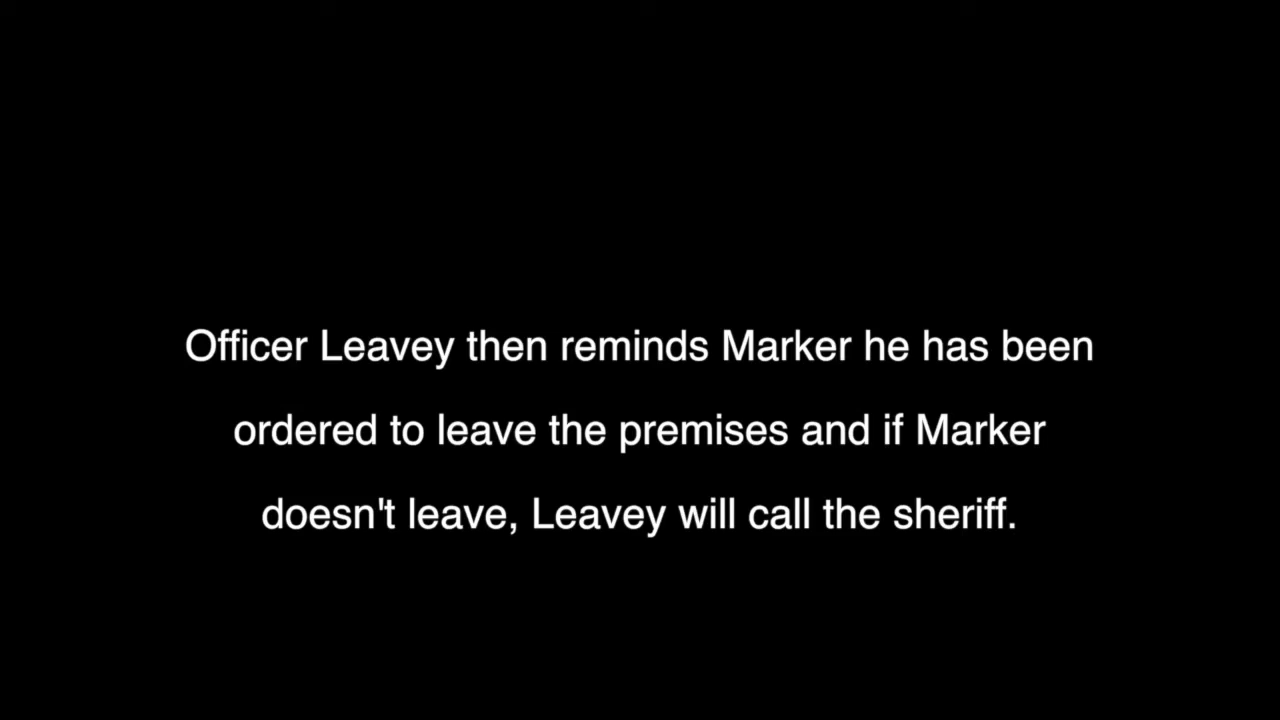 Officer Leavey then reminds Marker he has been
ordered to leave the premises and if Marker
doesn't leave, Leavey will call the sheriff.